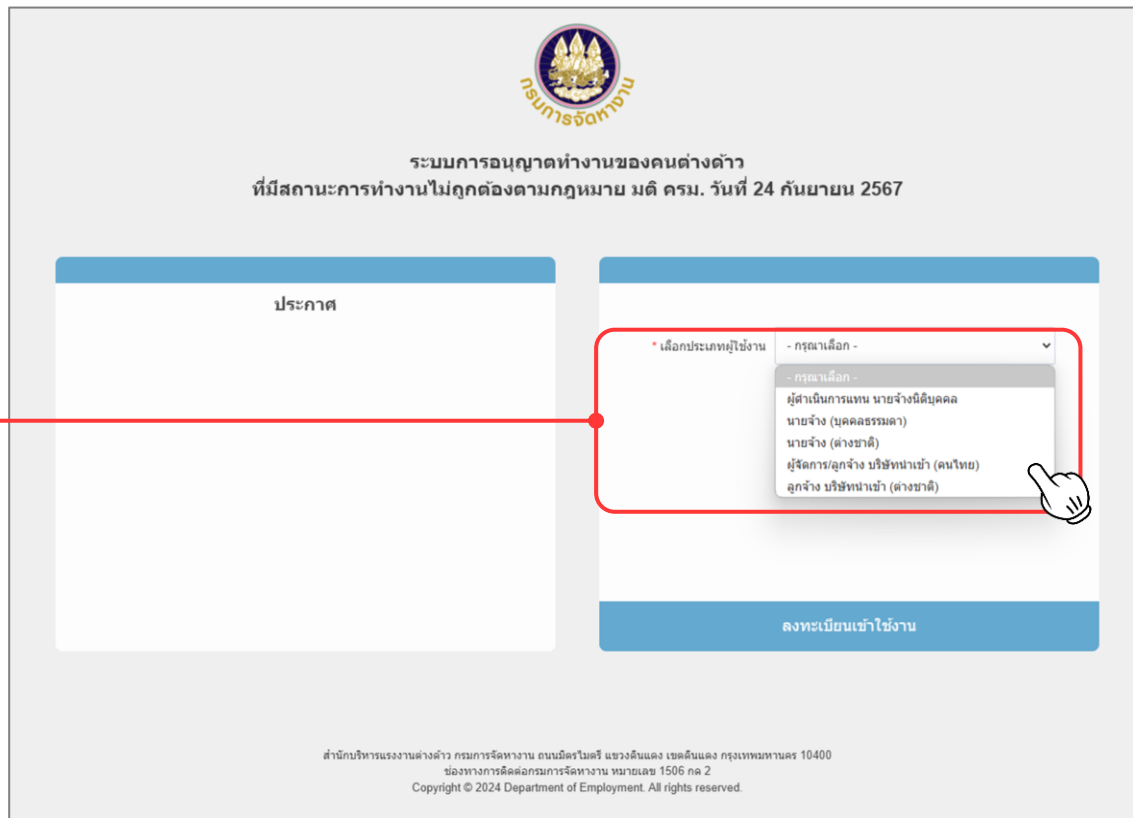 กรมการจัดหางาน
ระบบการอนุญาตทำงานของคนต่างด้าว
ที่มีสถานะการทำงานไม่ถูกต้องตามกฎหมาย มติ ครม. วันที่ 24 กันยายน 2567
ประกาศ
* เลือกประเภทผู้ใช้งาน
- กรุณาเลือก -
- กรุณาเลือก -
ผู้ดำเนินการแทน นายจ้างนิติบุคคล
นายจ้าง (บุคคลธรรมดา)
นายจ้าง (ต่างชาติ)
ผู้จัดการ/ลูกจ้าง บริษัทนำเข้า (คนไทย)
ลูกจ้าง บริษัทนำเข้า (ต่างชาติ)
ลงทะเบียนเข้าใช้งาน
สำนักบริหารแรงงานต่างด้าว กรมการจัดหางาน ถนนมิตรไมตรี แขวงดินแดง เขตดินแดง กรุงเทพมหานคร 10400
ช่องทางการติดต่อกรมการจัดหางาน หมายเลข 1506 กด 2
Copyright © 2024 Department of Employment. All rights reserved.